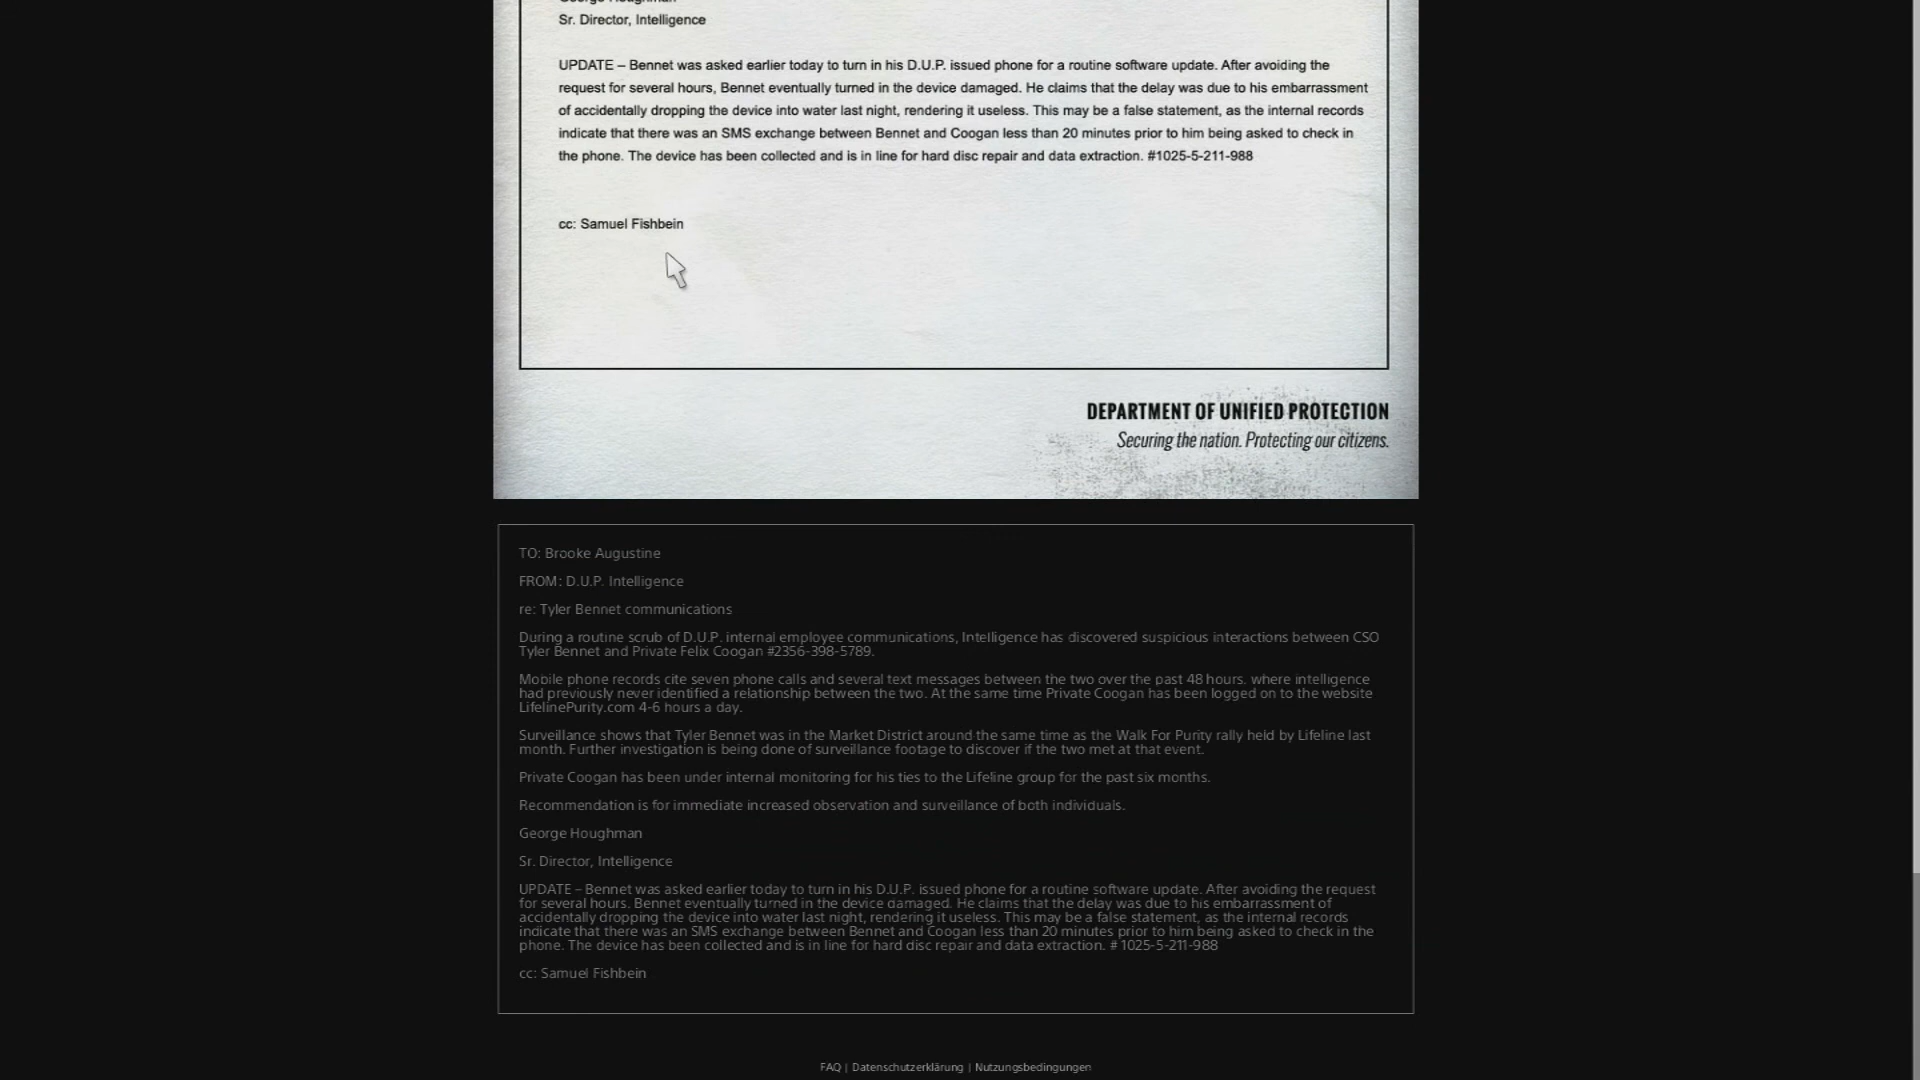 Sr. Director, Intelligence
UPDATE – Bennet was asked earlier today to turn in his D.U.P. issued phone for a routine software update. After avoiding the
request for several hours, Bennet eventually turned in the device damaged. He claims that the delay was due to his embarrassment
of accidentally dropping the device into water last night, rendering it useless. This may be a false statement, as the internal records
indicate that there was an SMS exchange between Bennet and Coogan less than 20 minutes prior to him being asked to check in
the phone. The device has been collected and is in line for hard disc repair and data extraction. #1025-5-211-988
cc: Samuel Fishbein
DEPARTMENT OF UNIFIED PROTECTION
Securing the nation. Protecting our citizens.
TO: Brooke Augustine
FROM: D.U.P. Intelligence
re: Tyler Bennet communications
During a routine scrub of D.U.P. internal employee communications, Intelligence has discovered suspicious interactions between CSO
Tyler Bennet and Private Felix Coogan #2356-398-5789.
Mobile phone records cite seven phone calls and several text messages between the two over the past 48 hours. where intelligence
had previously never identified a relationship between the two. At the same time Private Coogan has been logged on to the website
LifelinePurity.com 4-6 hours a day.
Surveillance shows that Tyler Bennet was in the Market District around the same time as the Walk For Purity rally held by Lifeline last
month. Further investigation is being done of surveillance footage to discover if the two met at that event.
Private Coogan has been under internal monitoring for his ties to the Lifeline group for the past six months.
Recommendation is for immediate increased observation and surveillance of both individuals.
George Houghman
Sr. Director, Intelligence
UPDATE – Bennet was asked earlier today to turn in his D.U.P. issued phone for a routine software update. After avoiding the request
for several hours. Bennet eventually turned in the device damaged. He claims that the delay was due to his embarrassment of
accidentally dropping the device into water last night, rendering it useless. This may be a false statement, as the internal records
indicate that there was an SMS exchange between Bennet and Coogan less than 20 minutes prior to him being asked to check in the
phone. The device has been collected and is in line for hard disc repair and data extraction. # 1025-5-211-988
cc: Samuel Fishbein
FAQ | Datenschutzerklärung | Nutzungsbedingungen